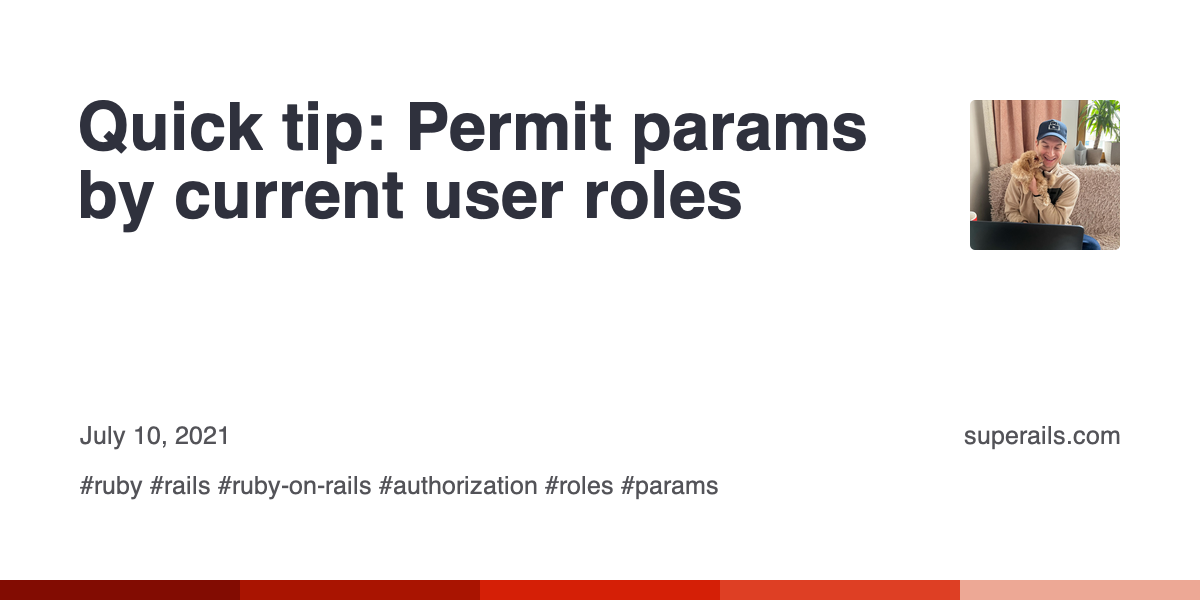 Quick tip: Permit params
by current user roles
July 10, 2021
superails.com
#ruby #rails #ruby-on-rails #authorization #roles #params